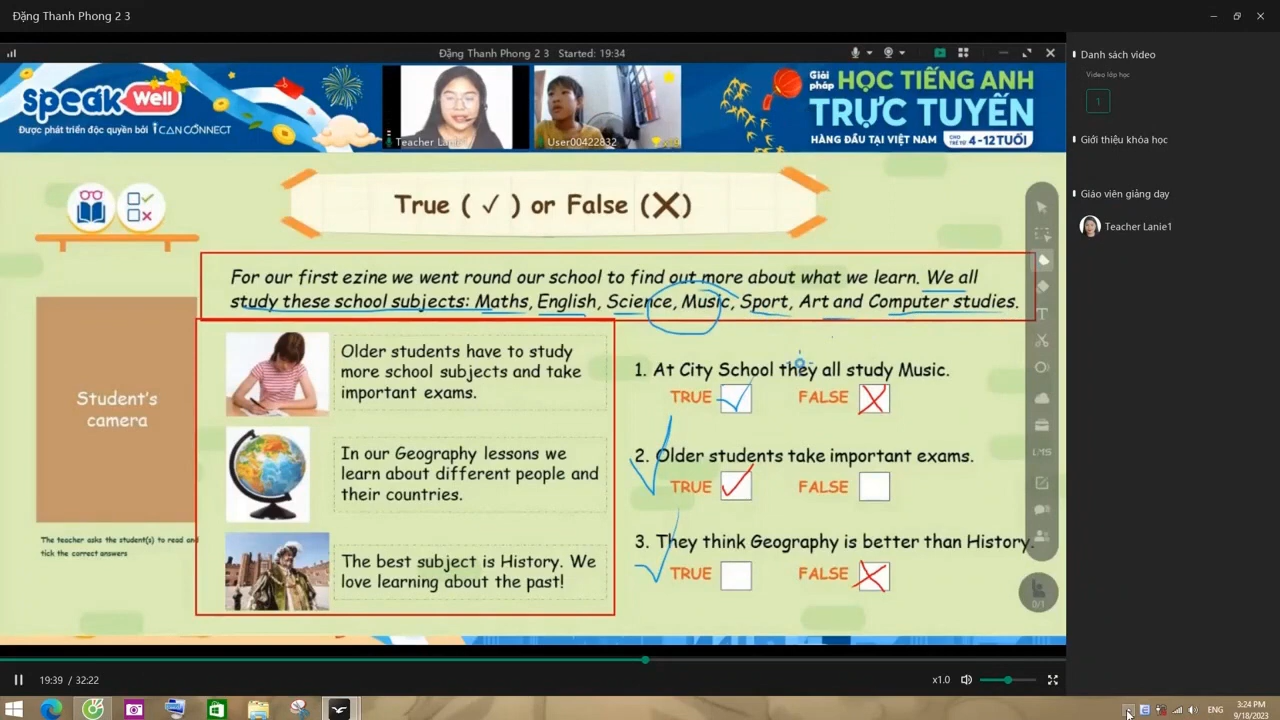 Đặng Thanh Phong 2 3
Đặng Thanh Phong 2 3 Started: 19:34
speak Well
Được phát triển độc quyền bởi iCANCONNECT
Teacher Lanie1
User00422832
Giải pháp HỌC TIẾNG ANH
TRỰC TUYẾN
HÀNG ĐẦU TẠI VIỆT NAM CHO TRẺ TỪ 4-12 TUỔI
True ( ✓ ) or False (X)
For our first ezine we went round our school to find out more about what we learn. We all
study these school subjects: Maths, English, Science, Music, Sport, Art and Computer studies.
Student's
camera
The teacher asks the student(s) to read and
tick the correct answers
Older students have to study
more school subjects and take
important exams.
In our Geography lessons we
learn about different people and
their countries.
The best subject is History. We
love learning about the past!
1. At City School they all study Music.
TRUE FALSE
2. Older students take important exams.
TRUE FALSE
3. They think Geography is better than History.
TRUE FALSE
T
LMS
0/1
Danh sách video
Video lớp học
1
Giới thiệu khóa học
Giáo viên giảng dạy
Teacher Lanie1
19:39 / 32:22
x1.0
ENG
3:24 PM
9/18/2023